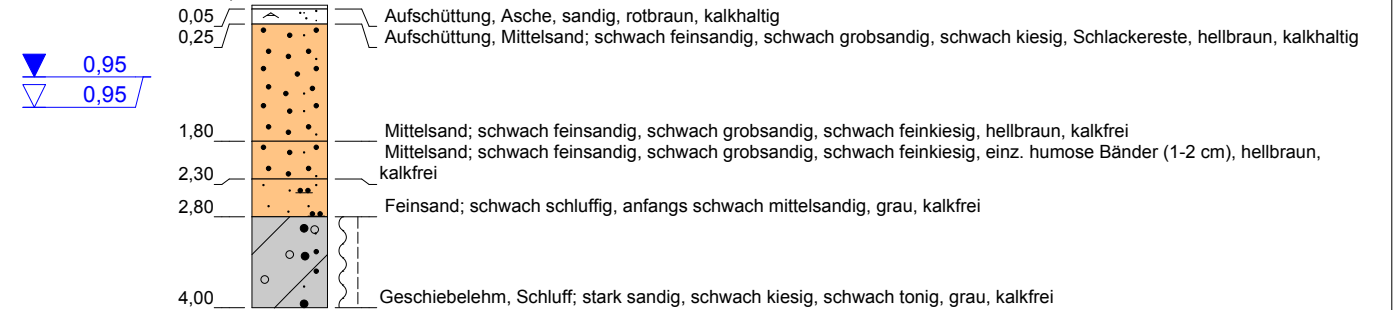 0,05 Aufschüttung, Asche, sandig, rotbraun, kalkhaltig
0,25 Aufschüttung, Mittelsand; schwach feinsandig, schwach grobsandig, schwach kiesig, Schlackereste, hellbraun, kalkhaltig
0,95
0,95
1,80 Mittelsand; schwach feinsandig, schwach grobsandig, schwach feinkiesig, hellbraun, kalkfrei
Mittelsand; schwach feinsandig, schwach grobsandig, schwach feinkiesig, einz. humose Bänder (1-2 cm), hellbraun,
2,30 kalkfrei
2,80 Feinsand; schwach schluffig, anfangs schwach mittelsandig, grau, kalkfrei
4,00 Geschiebelehm, Schluff; stark sandig, schwach kiesig, schwach tonig, grau, kalkfrei